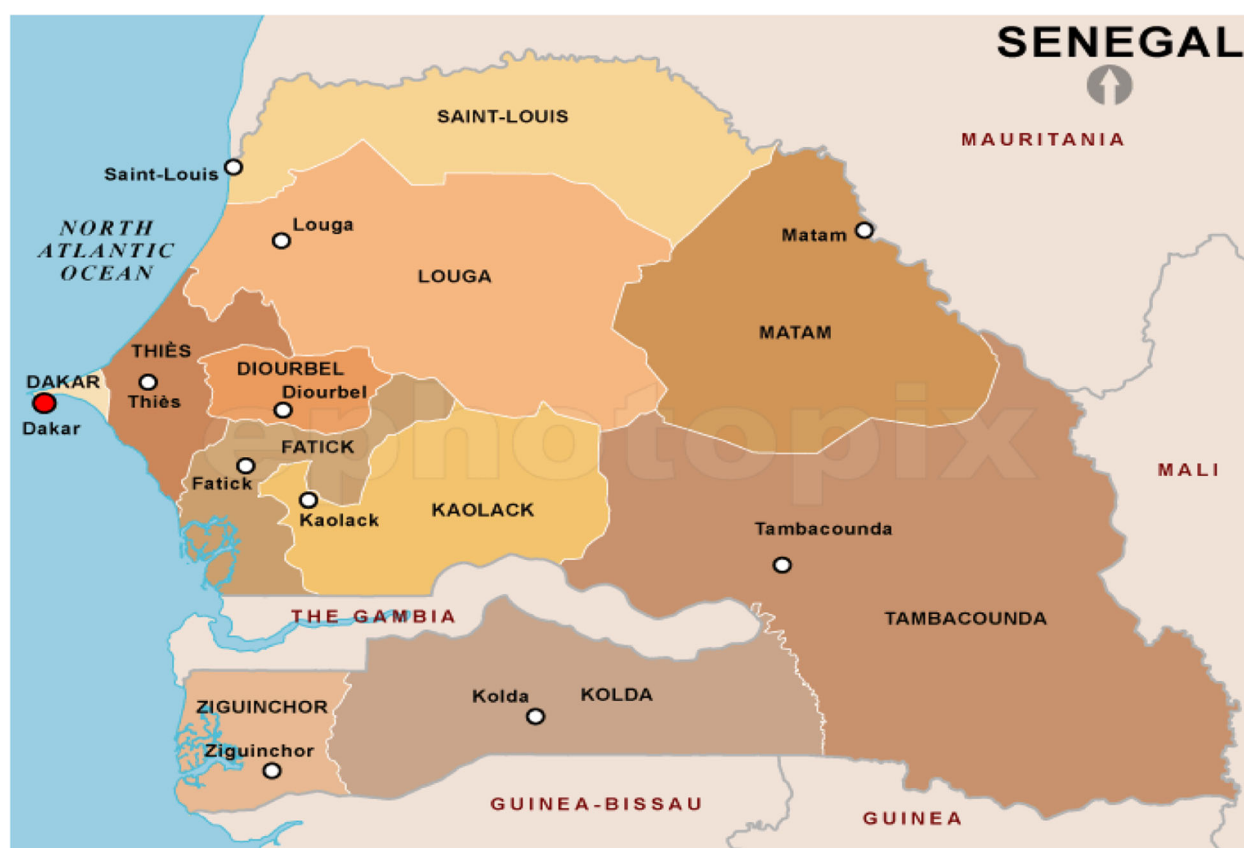 SENEGAL
MAURITANIA
SAINT-LOUIS
Saint-Louis
NORTH
ATLANTIC
OCEAN
Louga
LOUGA
Matam
MATAM
THIÈS
Thiès
DIOURBEL
Diourbel
DAKAR
Dakar
ephotopix
FATICK
Fatick
Kaolack
KAOLACK
MALI
Tambacounda
TAMBACOUNDA
THE GAMBIA
ZIGUINCHOR
Ziguinchor
Kolda
KOLDA
GUINEA-BISSAU
GUINEA